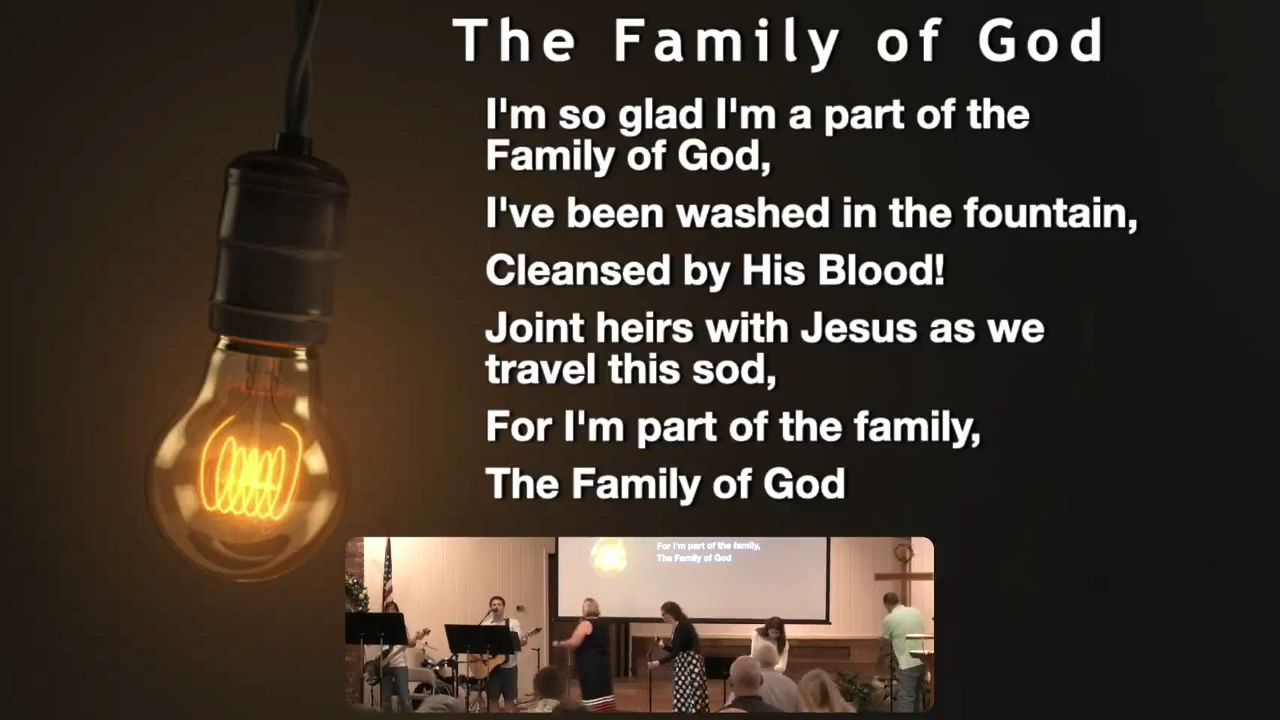 The Family of God
I'm so glad I'm a part of the
Family of God,
I've been washed in the fountain,
Cleansed by His Blood!
Joint heirs with Jesus as we
travel this sod,
For I'm part of the family,
The Family of God
For I'm part of the family,
The Family of God